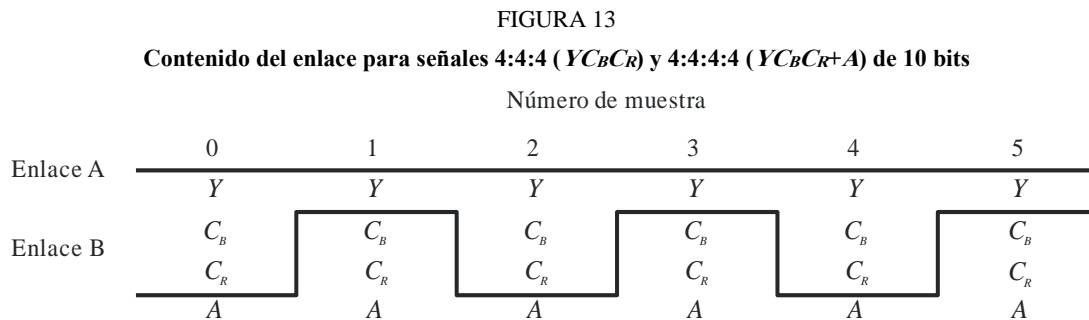 FIGURA 13
Contenido del enlace para señales 4:4:4 (YCBCR) y 4:4:4:4 (YCBCR+A) de 10 bits
Número de muestra
0 1 2 3 4 5
Enlace A
Y Y Y Y Y Y
CB CB CB CB CB CB
Enlace B
CR CR CR CR CR CR
A A A A A A